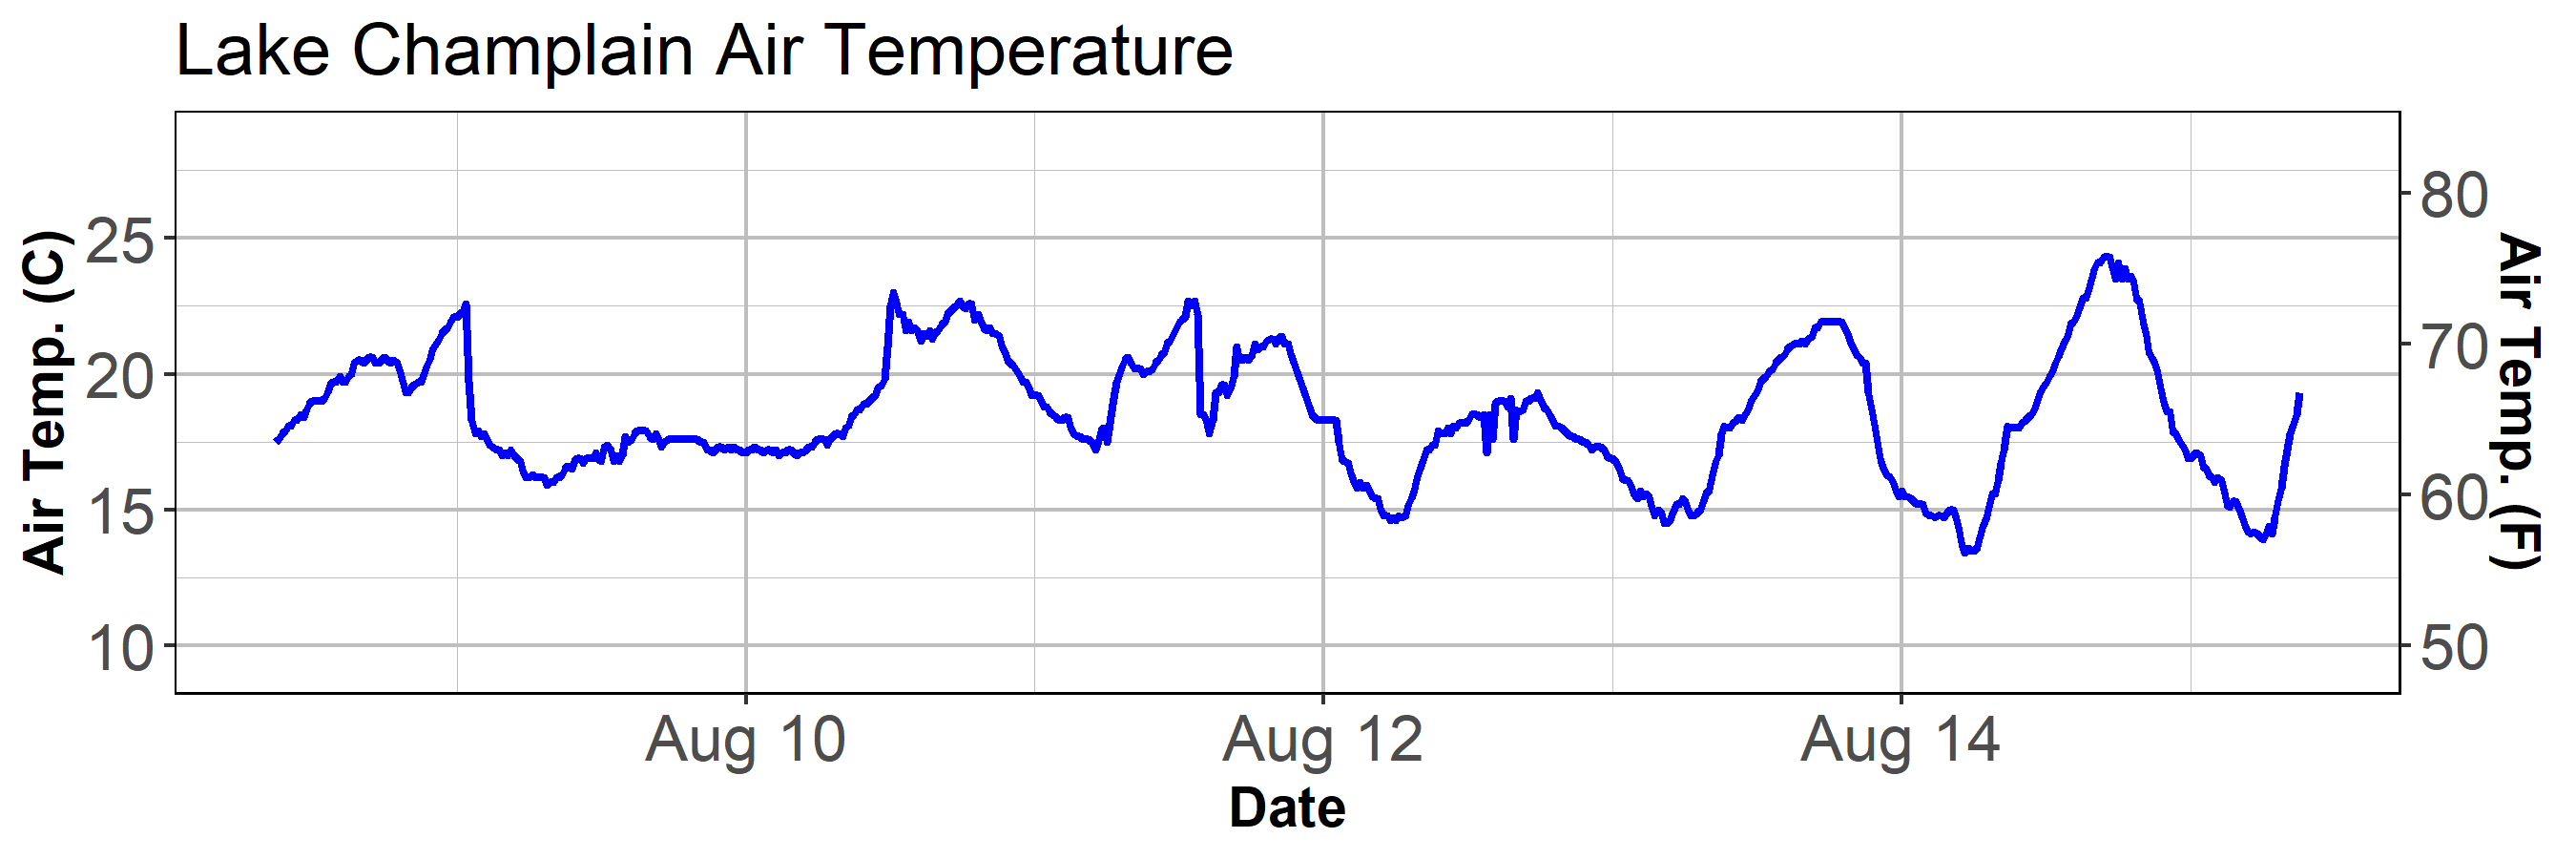 Lake Champlain Air Temperature
Air Temp. (C)
25
20
15
10
80
70
60
50
Air Temp. (F)
Aug 10
Aug 12
Aug 14
Date